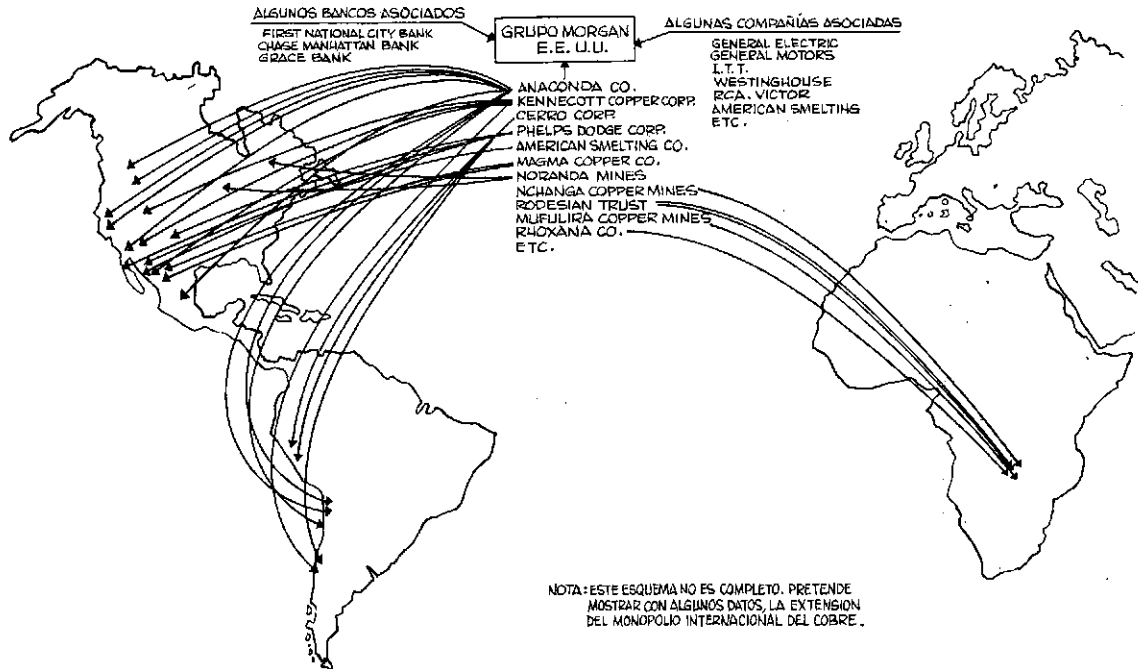 ALGUNOS BANCOS ASOCIADOS
FIRST NATIONAL CITY BANK
CHASE MANHATTAN BANK
GRACE BANK
GRUPO MORGAN
E.E. U.U.
ALGUNAS COMPAÑÍAS ASOCIADAS
GENERAL ELECTRIC
GENERAL MOTORS
I.T.T.
WESTINGHOUSE
RCA. VICTOR
AMERICAN SMELTING
ETC.
ANACONDA CO.
KENNECOTT COPPER CORP.
CERRO CORP.
PHELPS DODGE CORP.
AMERICAN SMELTING CO.
MAGMA COPPER CO.
NORANDA MINES
NCHANGA COPPER MINES
RODESIAN TRUST
MUFULIRA COPPER MINES
RHOXANA CO.
ETC.
NOTA: ESTE ESQUEMA NO ES COMPLETO. PRETENDE
MOSTRAR CON ALGUNOS DATOS, LA EXTENSION
DEL MONOPOLIO INTERNACIONAL DEL COBRE.